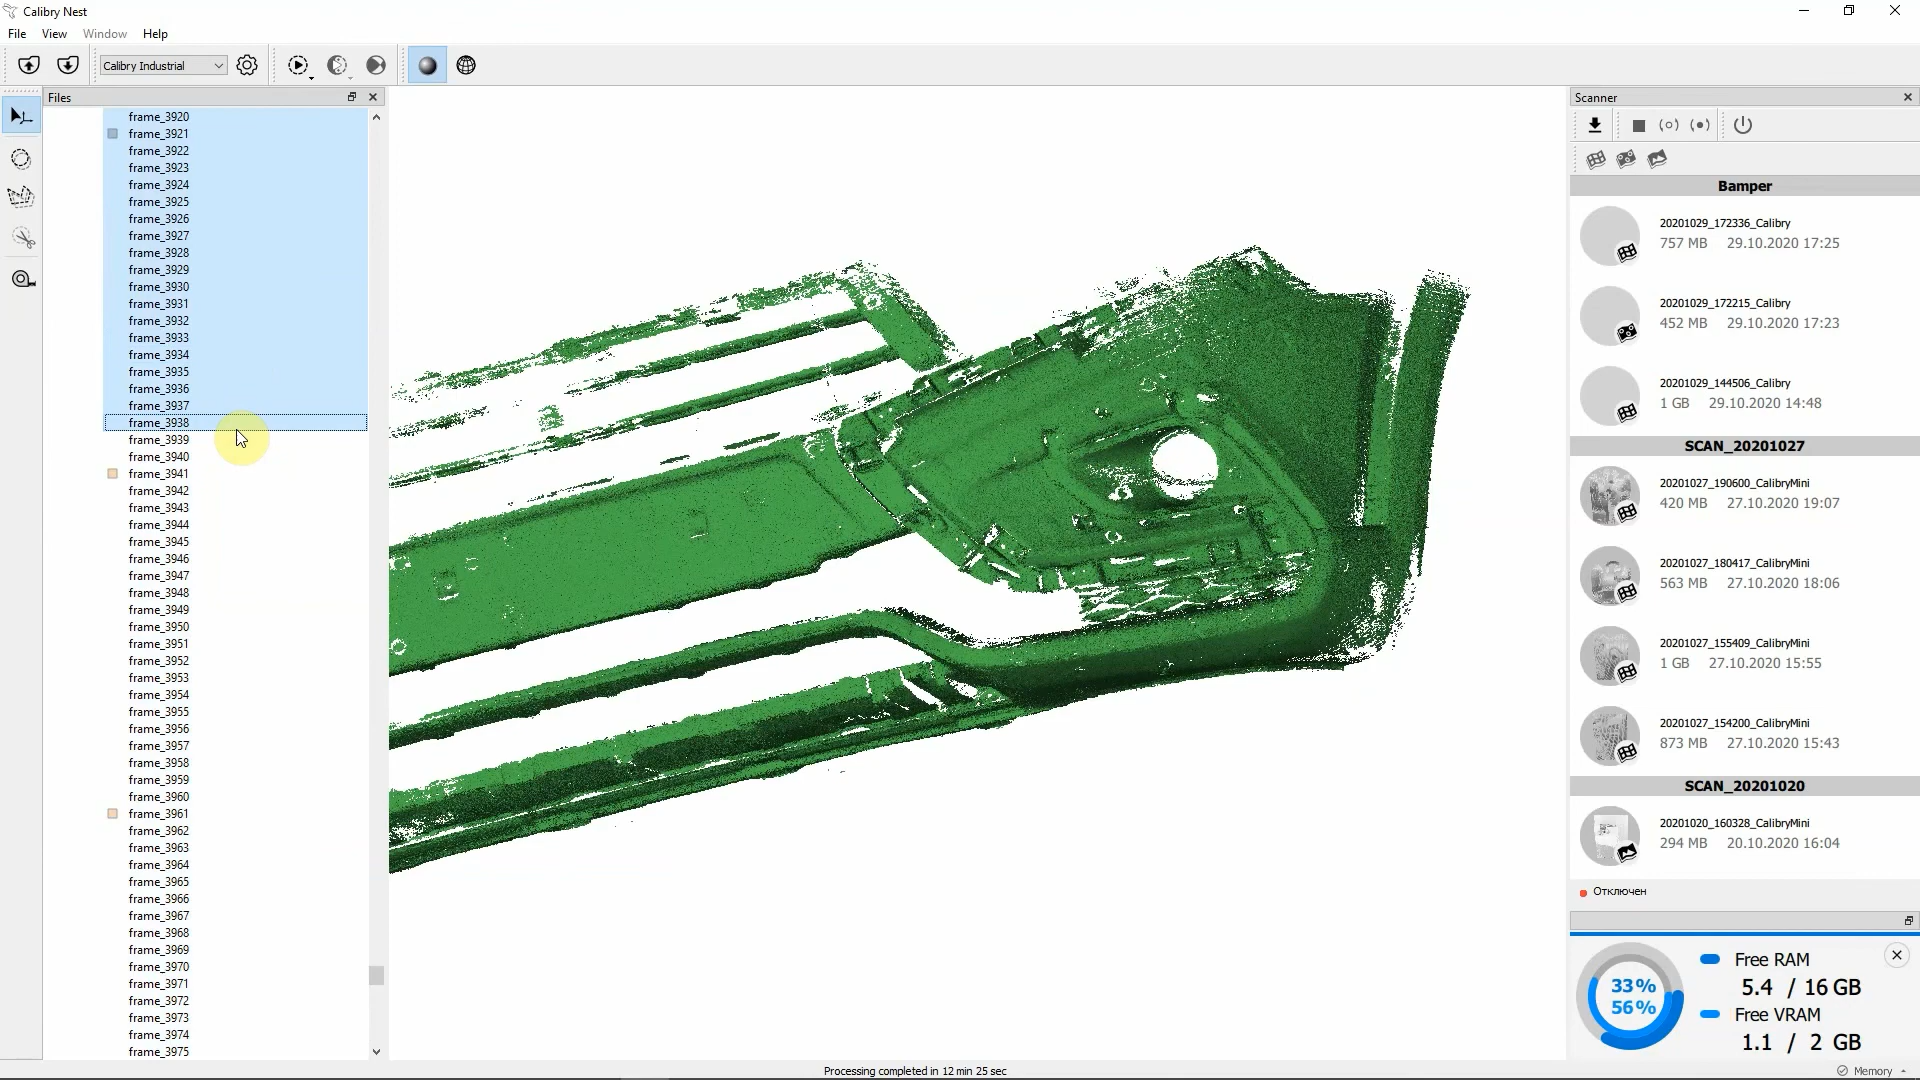 Calibry Nest
File View Window Help
Calibry Industrial
Files
frame_3920
frame_3921
frame_3922
frame_3923
frame_3924
frame_3925
frame_3926
frame_3927
frame_3928
frame_3929
frame_3930
frame_3931
frame_3932
frame_3933
frame_3934
frame_3935
frame_3936
frame_3937
frame_3938
frame_3939
frame_3940
frame_3941
frame_3942
frame_3943
frame_3944
frame_3945
frame_3946
frame_3947
frame_3948
frame_3949
frame_3950
frame_3951
frame_3952
frame_3953
frame_3954
frame_3955
frame_3956
frame_3957
frame_3958
frame_3959
frame_3960
frame_3961
frame_3962
frame_3963
frame_3964
frame_3965
frame_3966
frame_3967
frame_3968
frame_3969
frame_3970
frame_3971
frame_3972
frame_3973
frame_3974
frame_3975
Scanner
Bamper
20201029_172336_Calibry
757 MB 29.10.2020 17:25
20201029_172215_Calibry
452 MB 29.10.2020 17:23
20201029_144506_Calibry
1 GB 29.10.2020 14:48
SCAN_20201027
20201027_190600_CalibryMini
420 MB 27.10.2020 19:07
20201027_180417_CalibryMini
563 MB 27.10.2020 18:06
20201027_155409_CalibryMini
1 GB 27.10.2020 15:55
20201027_154200_CalibryMini
873 MB 27.10.2020 15:43
SCAN_20201020
20201020_160328_CalibryMini
294 MB 20.10.2020 16:04
Отключен
33%
56%
Free RAM
5.4 / 16 GB
Free VRAM
1.1 / 2 GB
Processing completed in 12 min 25 sec
Memory